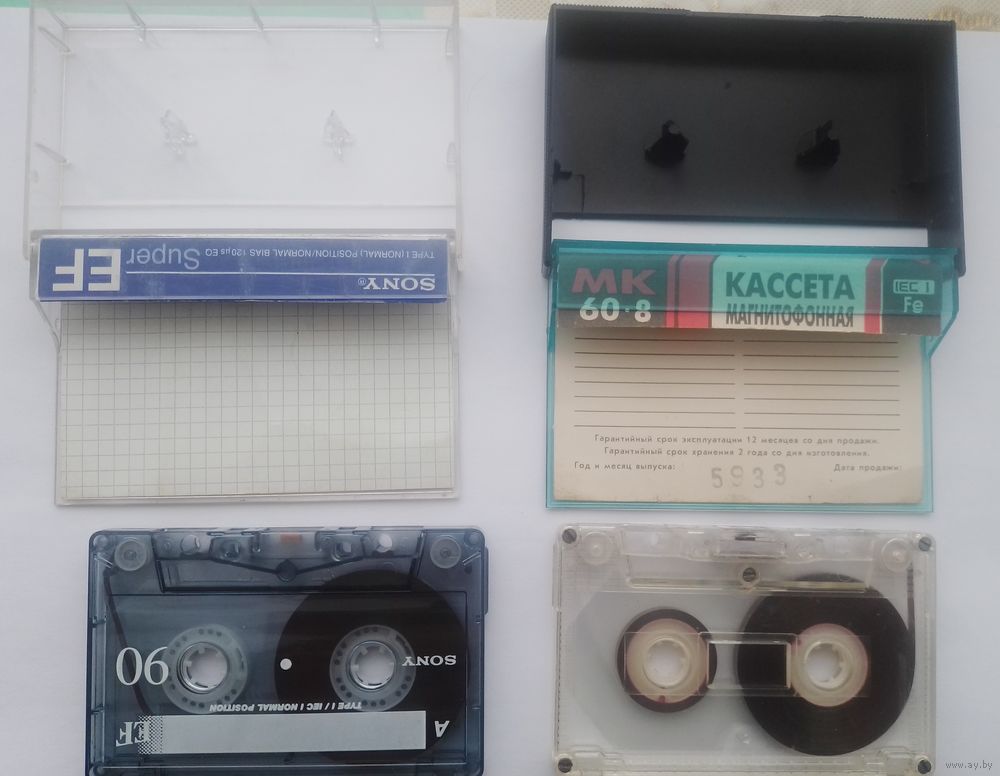 SONY®
TYPE I (NORMAL) POSITION/NORMAL BIAS 120 µs EQ
Super EF
МК
60·8
КАССЕТА
МАГНИТОФОННАЯ
IEC I
Fe
Гарантийный срок эксплуатации 12 месяцев со дня продажи.
Гарантийный срок хранения 2 года со дня изготовления.
Год и месяц выпуска:
5933
Дата продажи:
A EF
TYPE I / IEC I NORMAL POSITION
SONY 90
www.ay.by